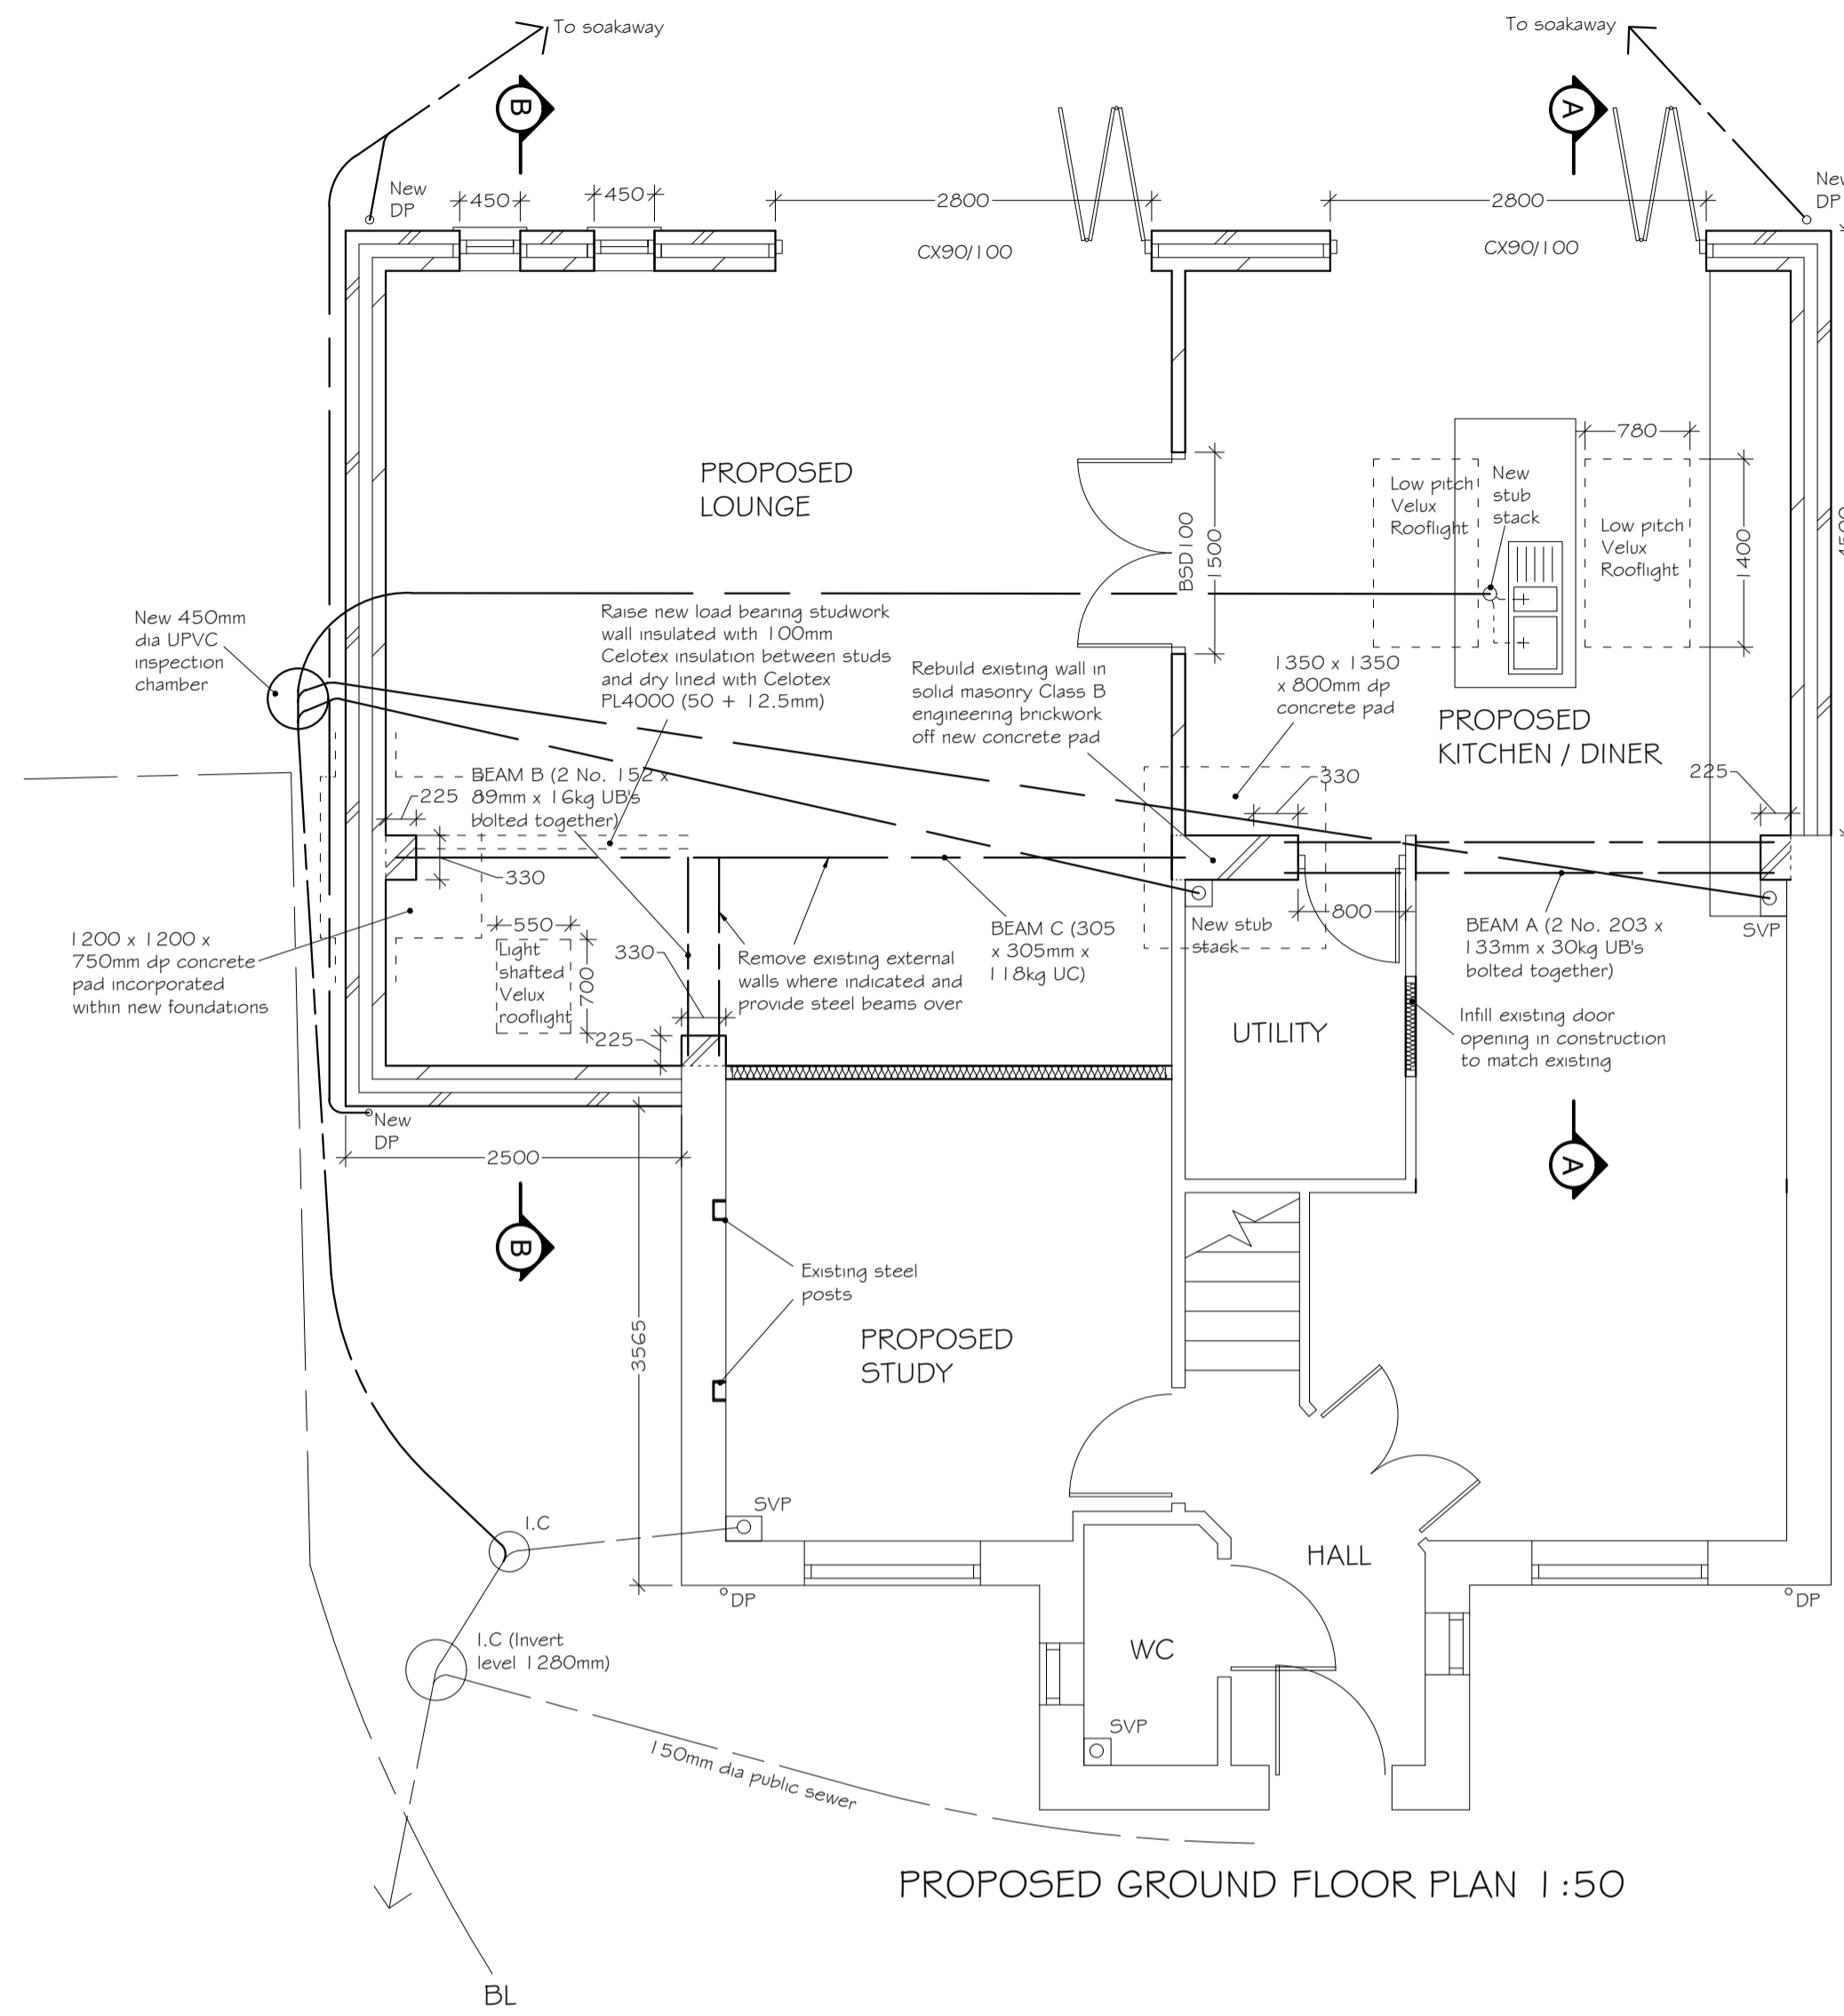 To soakaway
To soakaway
B
A
New
DP
450
450
2800
2800
New
DP
CX90/100
CX90/100
PROPOSED
LOUNGE
780
Low pitch
Velux
Rooflight
New
stub
stack
Low pitch
Velux
Rooflight
1400
4500
BSD100
1500
New 450mm
dia UPVC
inspection
chamber
Raise new load bearing studwork
wall insulated with 100mm
Celotex insulation between studs
and dry lined with Celotex
PL4000 (50 + 12.5mm)
Rebuild existing wall in
solid masonry Class B
engineering brickwork
off new concrete pad
1350 x 1350
x 800mm dp
concrete pad
PROPOSED
KITCHEN / DINER
BEAM B (2 No. 152 x
89mm x 16kg UB's
bolted together)
225
330
225
330
1200 x 1200 x
750mm dp concrete
pad incorporated
within new foundations
550
Light
shafted
Velux
rooflight
700
330
225
Remove existing external
walls where indicated and
provide steel beams over
BEAM C (305
x 305mm x
118kg UC)
New stub
stack
800
BEAM A (2 No. 203 x
133mm x 30kg UB's
bolted together)
SVP
UTILITY
Infill existing door
opening in construction
to match existing
New
DP
2500
A
B
Existing steel
posts
3565
PROPOSED
STUDY
SVP
I.C
HALL
DP
DP
I.C (Invert
level 1280mm)
WC
SVP
150mm dia public sewer
PROPOSED GROUND FLOOR PLAN 1:50
BL